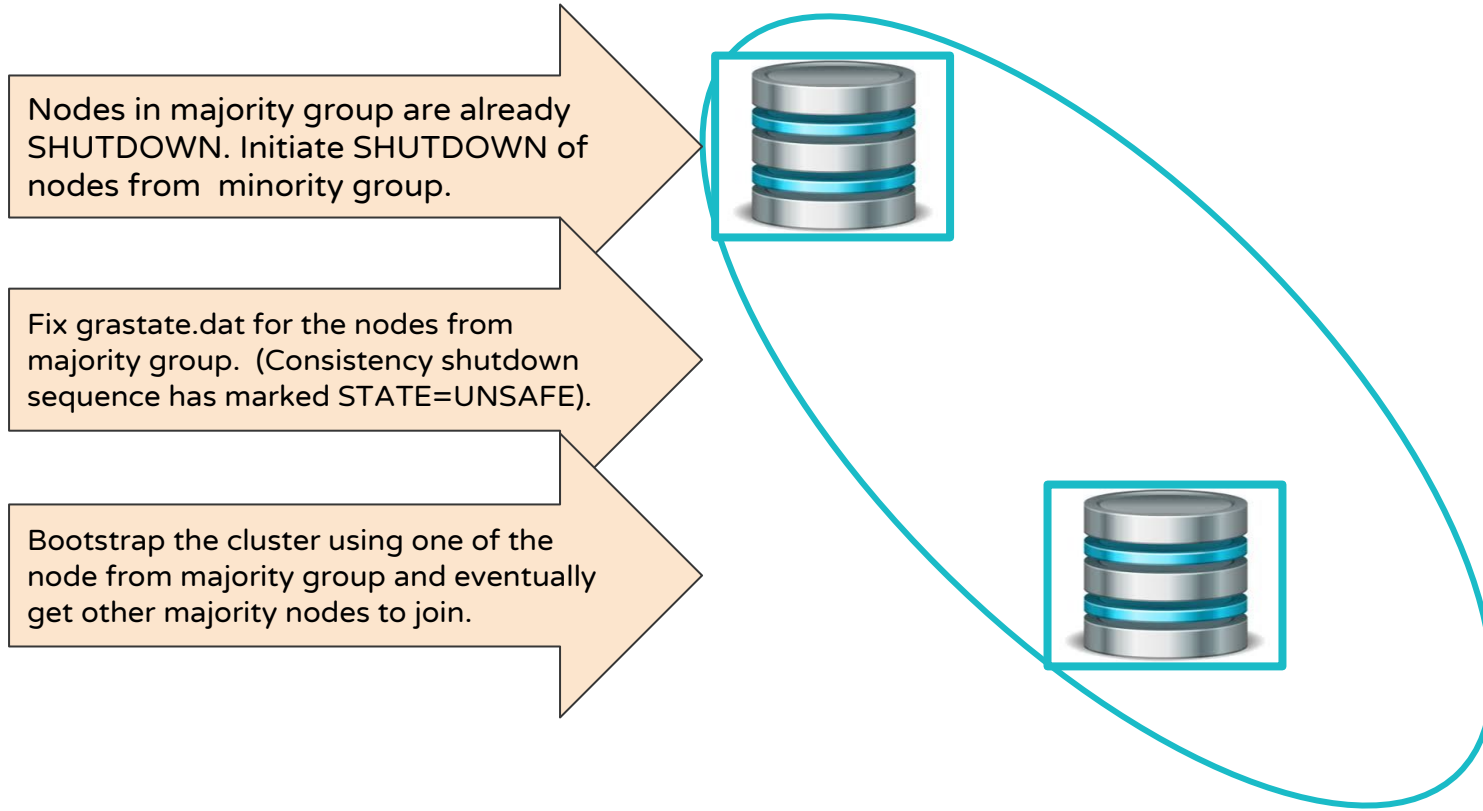 Nodes in majority group are already
SHUTDOWN. Initiate SHUTDOWN of
nodes from  minority group.
Fix grastate.dat for the nodes from
majority group.  (Consistency shutdown
sequence has marked STATE=UNSAFE).
Bootstrap the cluster using one of the
node from majority group and eventually
get other majority nodes to join.